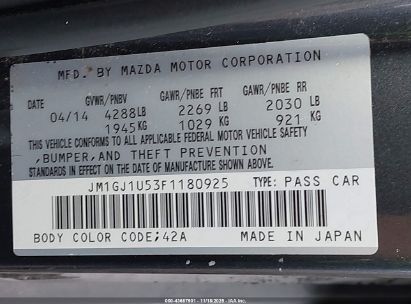 MFD. BY MAZDA MOTOR CORPORATION
DATE GVWR/PNBV GAWR/PNBE FRT GAWR/PNBE RR
04/14 4288LB 2269 LB 2030 LB
1945KG 1029 KG 921 KG
THIS VEHICLE CONFORMS TO ALL APPLICABLE FEDERAL MOTOR VEHICLE SAFETY
,BUMPER,AND THEFT PREVENTION
STANDARDS IN EFFECT ON THE DATE OF MANUFACTURE SHOWN ABOVE.
JM1GJ1U53F1180925 TYPE: PASS CAR
BODY COLOR CODE;42A MADE IN JAPAN